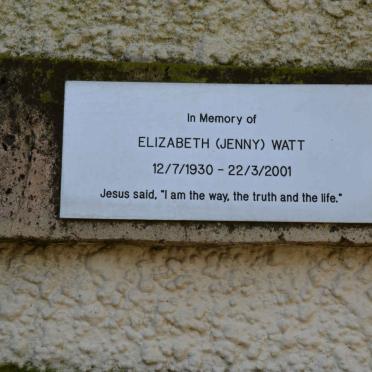 In Memory of
ELIZABETH (JENNY) WATT
12/7/1930 - 22/3/2001
Jesus said, "I am the way, the truth and the life."